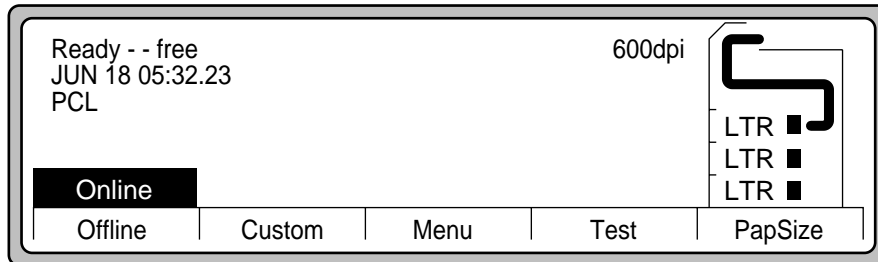 Ready - - free
600dpi
JUN 18 05:32.23
PCL
LTR
LTR
LTR
Online
Offline
Custom
Menu
Test
PapSize